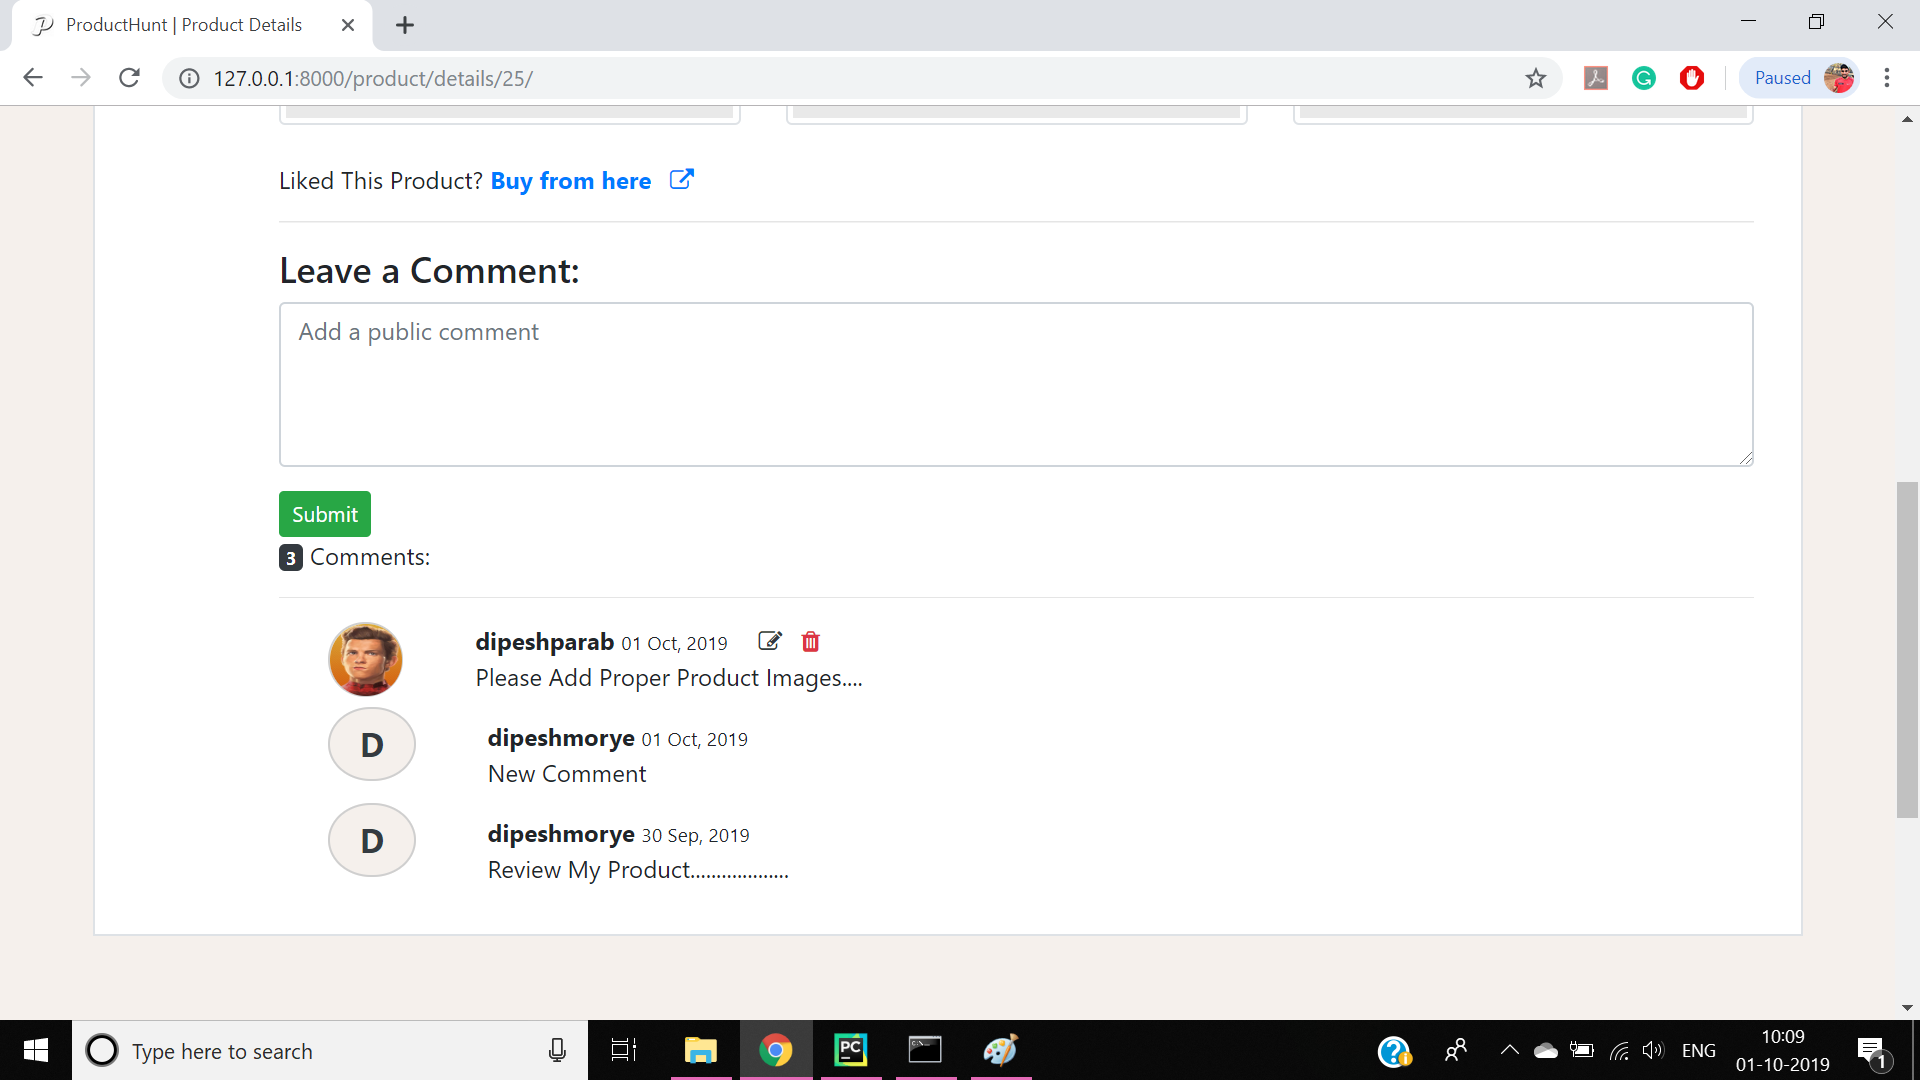 ProductHunt | Product Details
127.0.0.1:8000/product/details/25/
Paused
Liked This Product? Buy from here
Leave a Comment:
Add a public comment
Submit
3 Comments:
dipeshparab 01 Oct, 2019
Please Add Proper Product Images....
D
dipeshmorye 01 Oct, 2019
New Comment
D
dipeshmorye 30 Sep, 2019
Review My Product...................
Type here to search
PC
ENG
10:09
01-10-2019
1